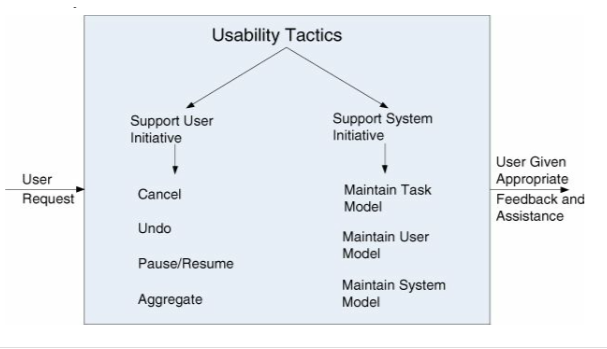 Usability Tactics
Support User
Initiative
Support System
Initiative
User
Request
Cancel
Undo
Pause/Resume
Aggregate
Maintain Task
Model
Maintain User
Model
Maintain System
Model
User Given
Appropriate
Feedback and
Assistance